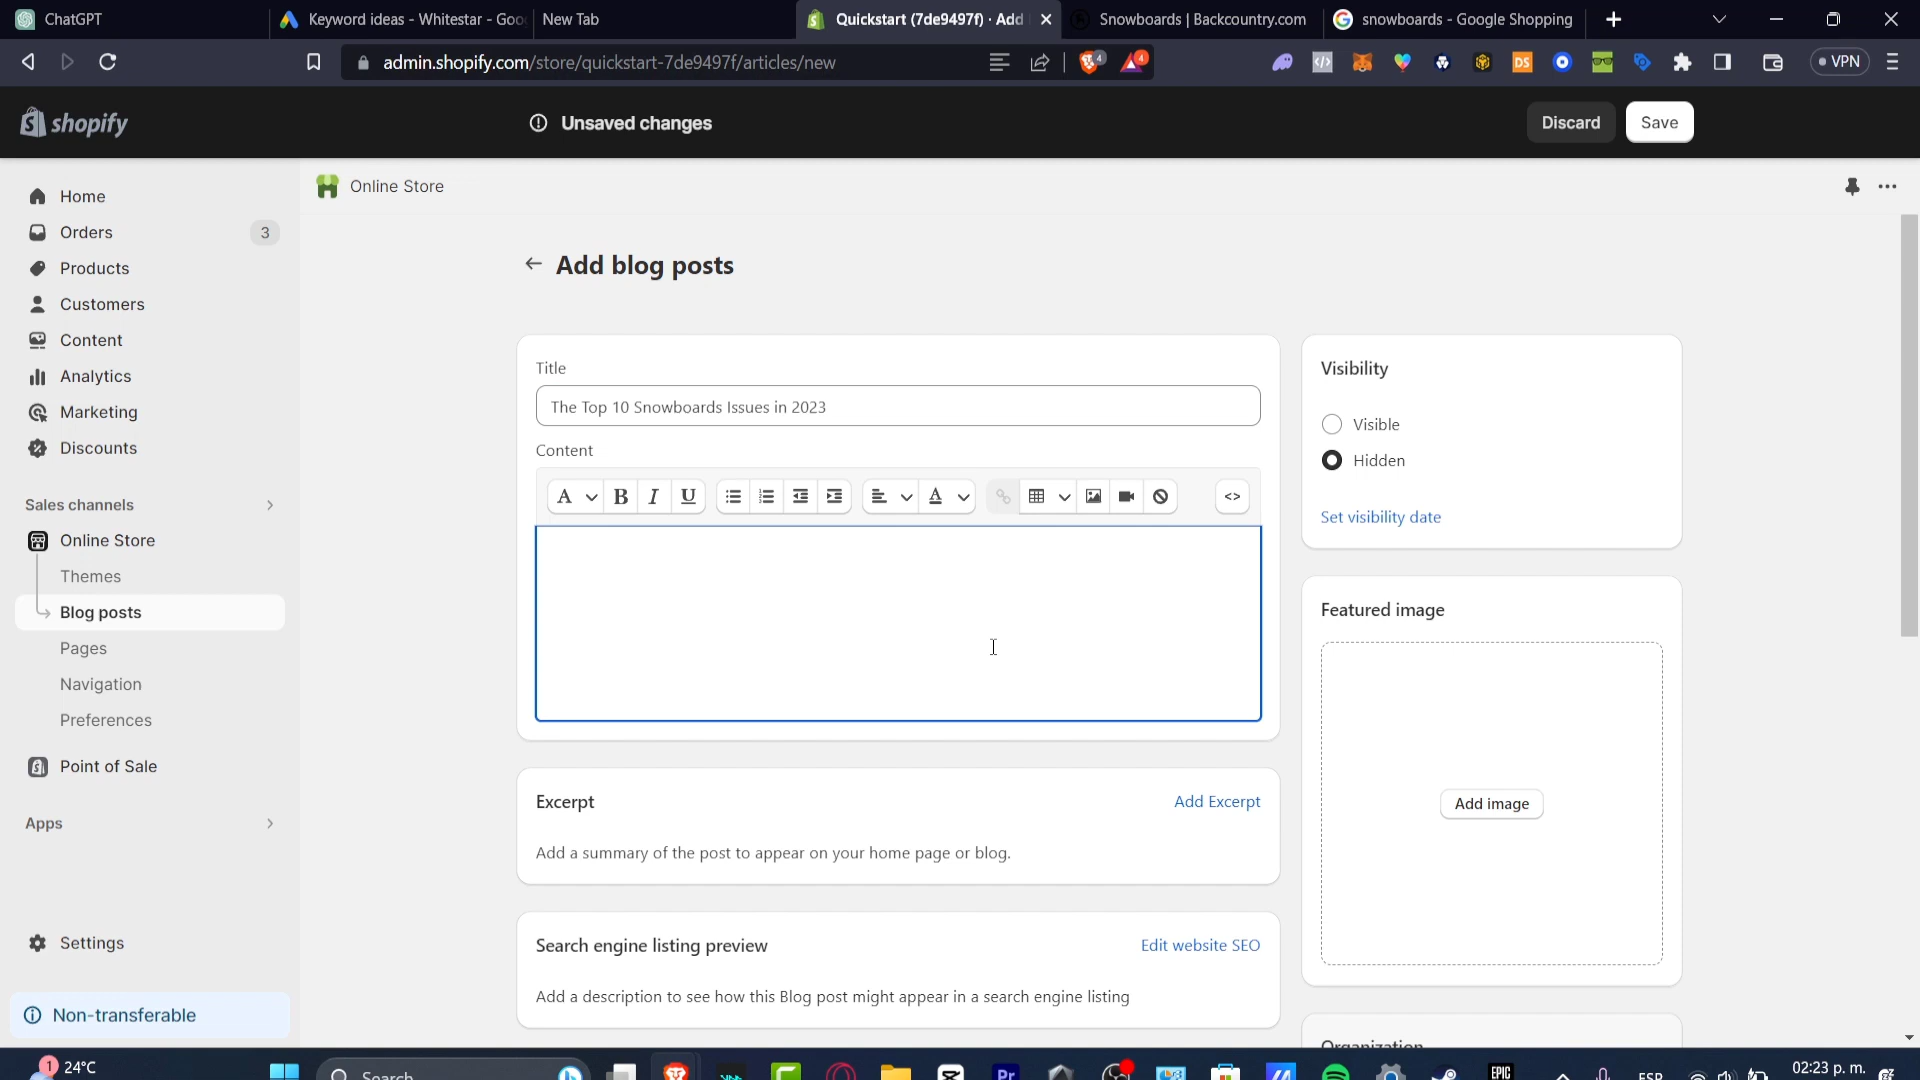 ChatGPT
Keyword ideas - Whitestar - Goo
New Tab
Quickstart (7de9497f) · Add
Snowboards | Backcountry.com
snowboards - Google Shopping
admin.shopify.com/store/quickstart-7de9497f/articles/new
4
4
DS
VPN
shopify
Unsaved changes
Discard
Save
Home
Orders
3
Products
Customers
Content
Analytics
Marketing
Discounts
Sales channels
Online Store
Themes
Blog posts
Pages
Navigation
Preferences
Point of Sale
Apps
Settings
Non-transferable
Online Store
Add blog posts
Title
The Top 10 Snowboards Issues in 2023
Content
A
B
I
U
A
<>
Excerpt
Add Excerpt
Add a summary of the post to appear on your home page or blog.
Search engine listing preview
Edit website SEO
Add a description to see how this Blog post might appear in a search engine listing
Visibility
Visible
Hidden
Set visibility date
Featured image
Add image
Organization
1
24°C
Search
Pr
EPIC
ESP
02:23 p. m.